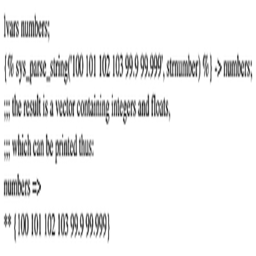 lvars numbers;
{% sys_parse_string('100 101 102 103 99.9 99.999', strnumber) %} -> numbers;
;;; the result is a vector containing integers and floats,
;;; which can be printed thus:
numbers =>
** {100 101 102 103 99.9 99.999}